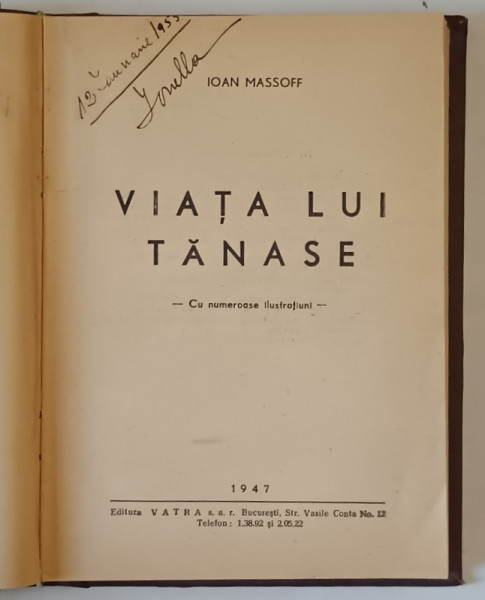 13 Ianuarie/1953
Ionella
IOAN MASSOFF
VIAȚA LUI
TĂNASE
— Cu numeroase ilustrațiuni —
1947
Editura VATRA s. a. r. București, Str. Vasile Conta No. 12
Telefon: 1.38.92 și 2.05.22